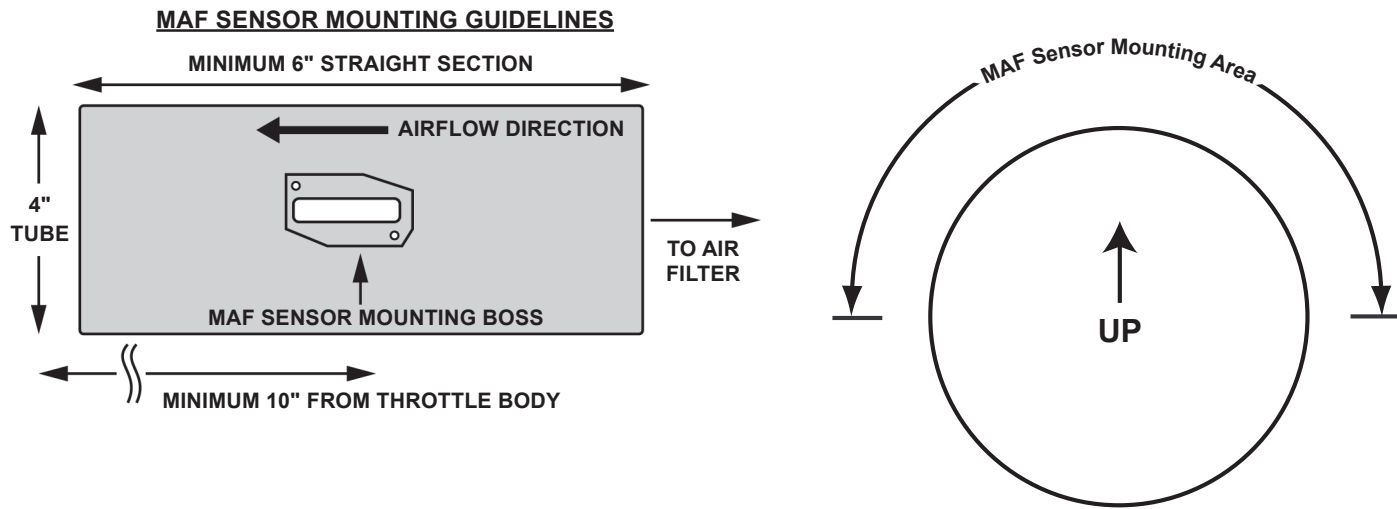 MAF SENSOR MOUNTING GUIDELINES
MINIMUM 6" STRAIGHT SECTION
AIRFLOW DIRECTION
4"
TUBE
TO AIR
FILTER
MAF SENSOR MOUNTING BOSS
MINIMUM 10" FROM THROTTLE BODY
MAF Sensor Mounting Area
UP